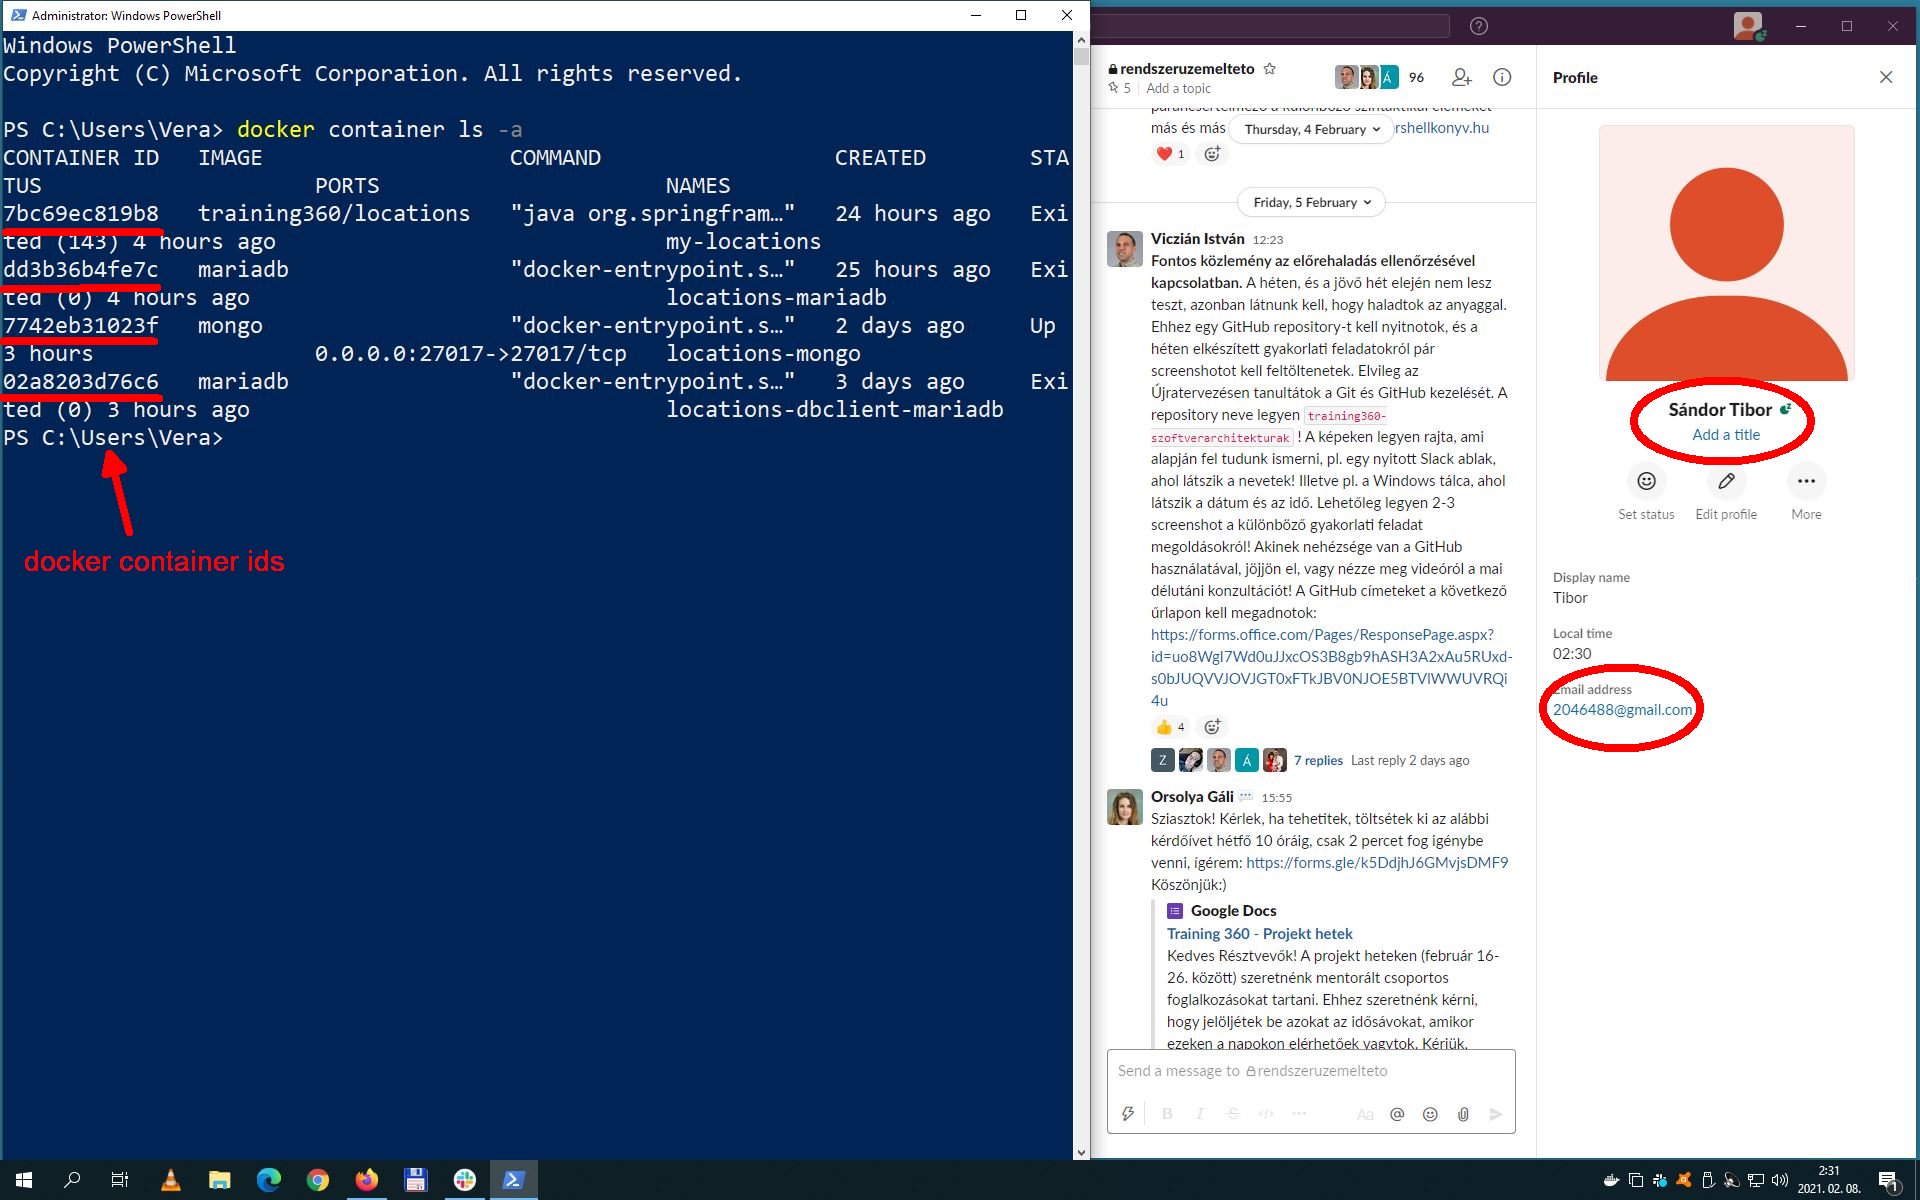 Administrator: Windows PowerShell
Windows PowerShell
Copyright (C) Microsoft Corporation. All rights reserved.
PS C:\Users\Vera> docker container ls -a
CONTAINER ID   IMAGE                   COMMAND                  CREATED        STA
TUS                     PORTS                      NAMES
7bc69ec819b8   training360/locations   "java org.springfram…"   24 hours ago   Exi
ted (143) 4 hours ago                              my-locations
dd3b36b4fe7c   mariadb                 "docker-entrypoint.s…"   25 hours ago   Exi
ted (0) 4 hours ago                                locations-mariadb
7742eb31023f   mongo                   "docker-entrypoint.s…"   2 days ago     Up
3 hours                 0.0.0.0:27017->27017/tcp   locations-mongo
02a8203d76c6   mariadb                 "docker-entrypoint.s…"   3 days ago     Exi
ted (0) 3 hours ago                                locations-dbclient-mariadb
PS C:\Users\Vera>
docker container ids
rendszeruzemelteto
5 Add a topic
96
más és más
Thursday, 4 February
rshellkonyv.hu
1
Friday, 5 February
Viczián István 12:23
Fontos közlemény az előrehaladás ellenőrzésével
kapcsolatban. A héten, és a jövő hét elején nem lesz
teszt, azonban látnunk kell, hogy haladtok az anyaggal.
Ehhez egy GitHub repository-t kell nyitnotok, és a
héten elkészített gyakorlati feladatokról pár
screenshotot kell feltöltenetek. Elvileg az
Újratervezésen tanultátok a Git és GitHub kezelését. A
repository neve legyen training360-
szoftverarchitekturak ! A képeken legyen rajta, ami
alapján fel tudunk ismerni, pl. egy nyitott Slack ablak,
ahol látszik a nevetek! Illetve pl. a Windows tálca, ahol
látszik a dátum és az idő. Lehetőleg legyen 2-3
screenshot a különböző gyakorlati feladat
megoldásokról! Akinek nehézsége van a GitHub
használatával, jöjjön el, vagy nézze meg videóról a mai
délutáni konzultációt! A GitHub címeteket a következő
űrlapon kell megadnotok:
https://forms.office.com/Pages/ResponsePage.aspx?
id=uo8WgI7Wd0uJJxcOS3B8gb9hASH3A2xAu5RUxd-
s0bJUQVVJOVJGT0xFTkJBV0NJOE5BTVlWWUVRQi
4u
4
Z Á 7 replies Last reply 2 days ago
Orsolya Gáli 15:55
Sziasztok! Kérlek, ha tehetitek, töltsétek ki az alábbi
kérdőívet hétfő 10 óráig, csak 2 percet fog igénybe
venni, ígérem: https://forms.gle/k5DdjhJ6GMvjsDMF9
Köszönjük:)
Google Docs
Training 360 - Projekt hetek
Kedves Résztvevők! A projekt heteken (február 16-
26. között) szeretnénk mentorált csoportos
foglalkozásokat tartani. Ehhez szeretnénk kérni,
hogy jelöljétek be azokat az idősávokat, amikor
ezeken a napokon elérhetőek vagytok. Kérjük,
Send a message to rendszeruzemelteto
Profile
Sándor Tibor
Add a title
Set status
Edit profile
More
Display name
Tibor
Local time
02:30
Email address
2046488@gmail.com
2:31
2021. 02. 08.
1